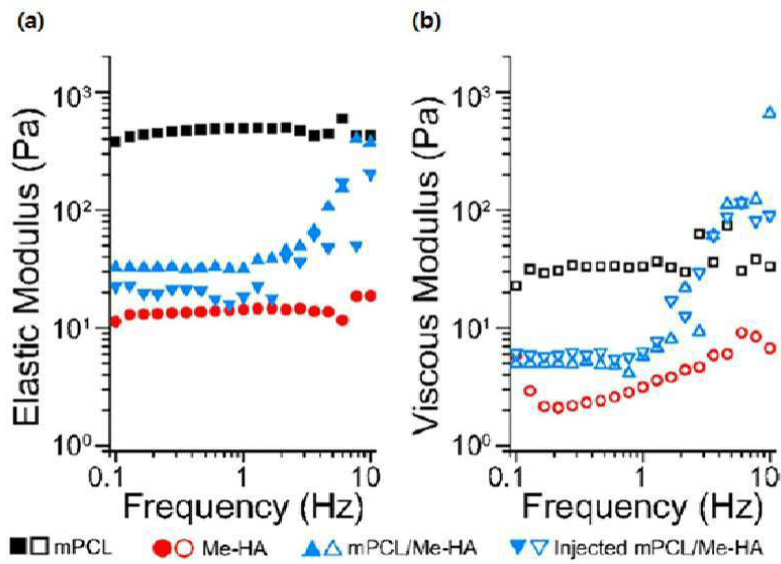 (a)
(b)
Elastic Modulus (Pa)
10³
10²
10¹
10⁰
0.1
1
10
Frequency (Hz)
Viscous Modulus (Pa)
10³
10²
10¹
10⁰
0.1
1
10
Frequency (Hz)
mPCL
Me-HA
mPCL/Me-HA
Injected mPCL/Me-HA